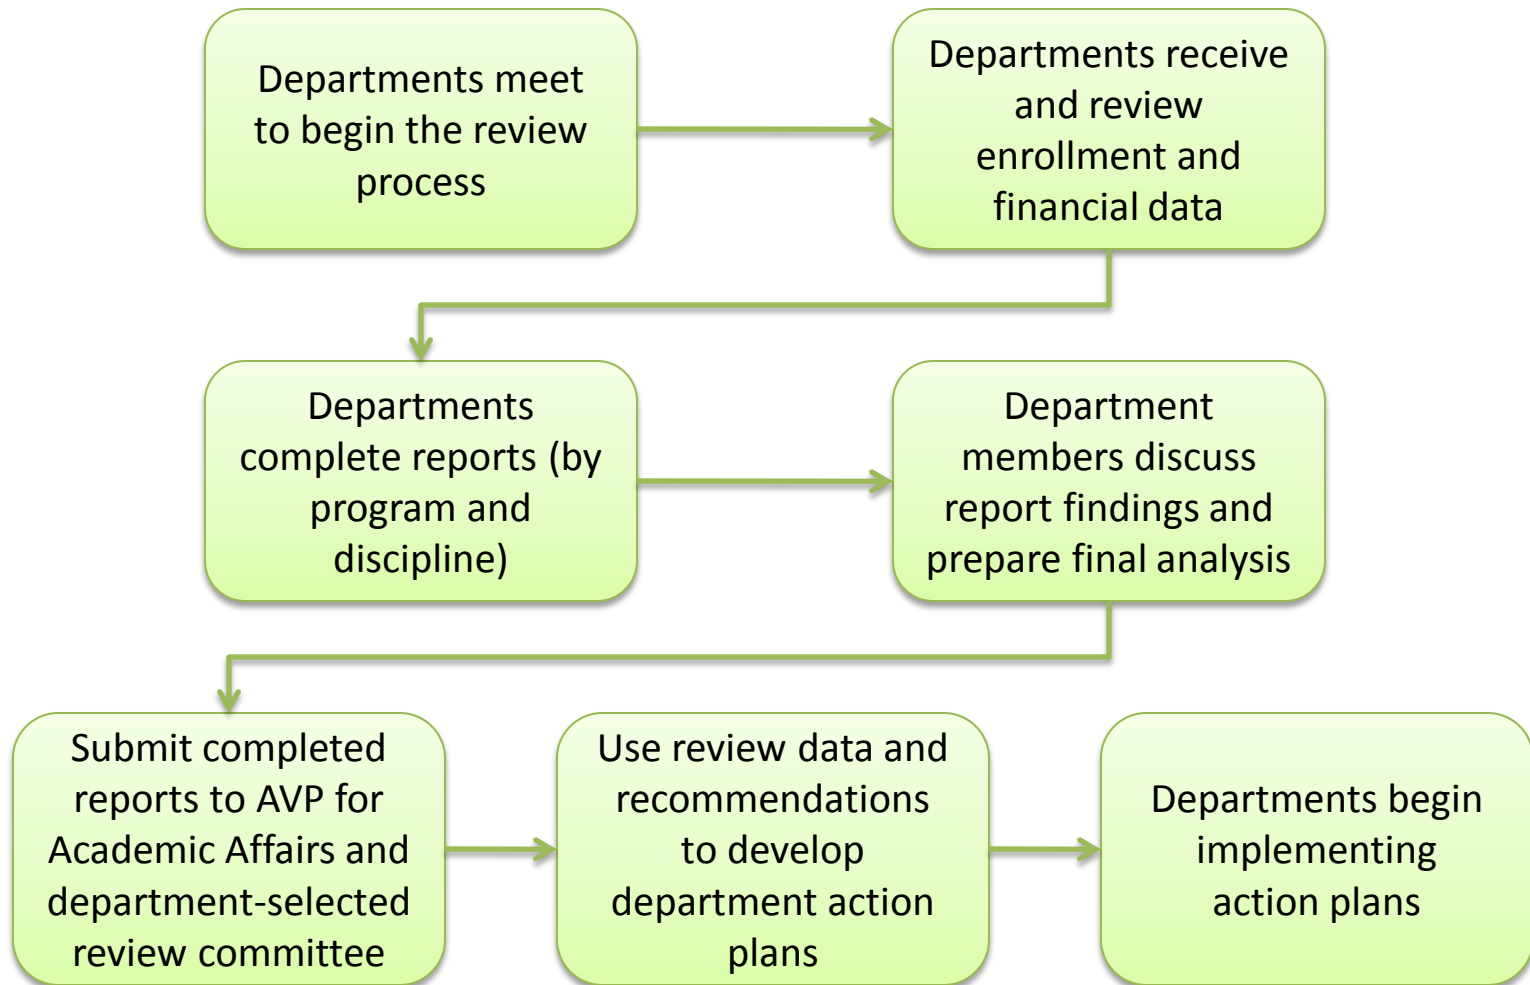 Departments meet
to begin the review
process
Departments receive
and review
enrollment and
financial data
Departments
complete reports (by
program and
discipline)
Department
members discuss
report findings and
prepare final analysis
Submit completed
reports to AVP for
Academic Affairs and
department-selected
review committee
Use review data and
recommendations
to develop
department action
plans
Departments begin
implementing
action plans